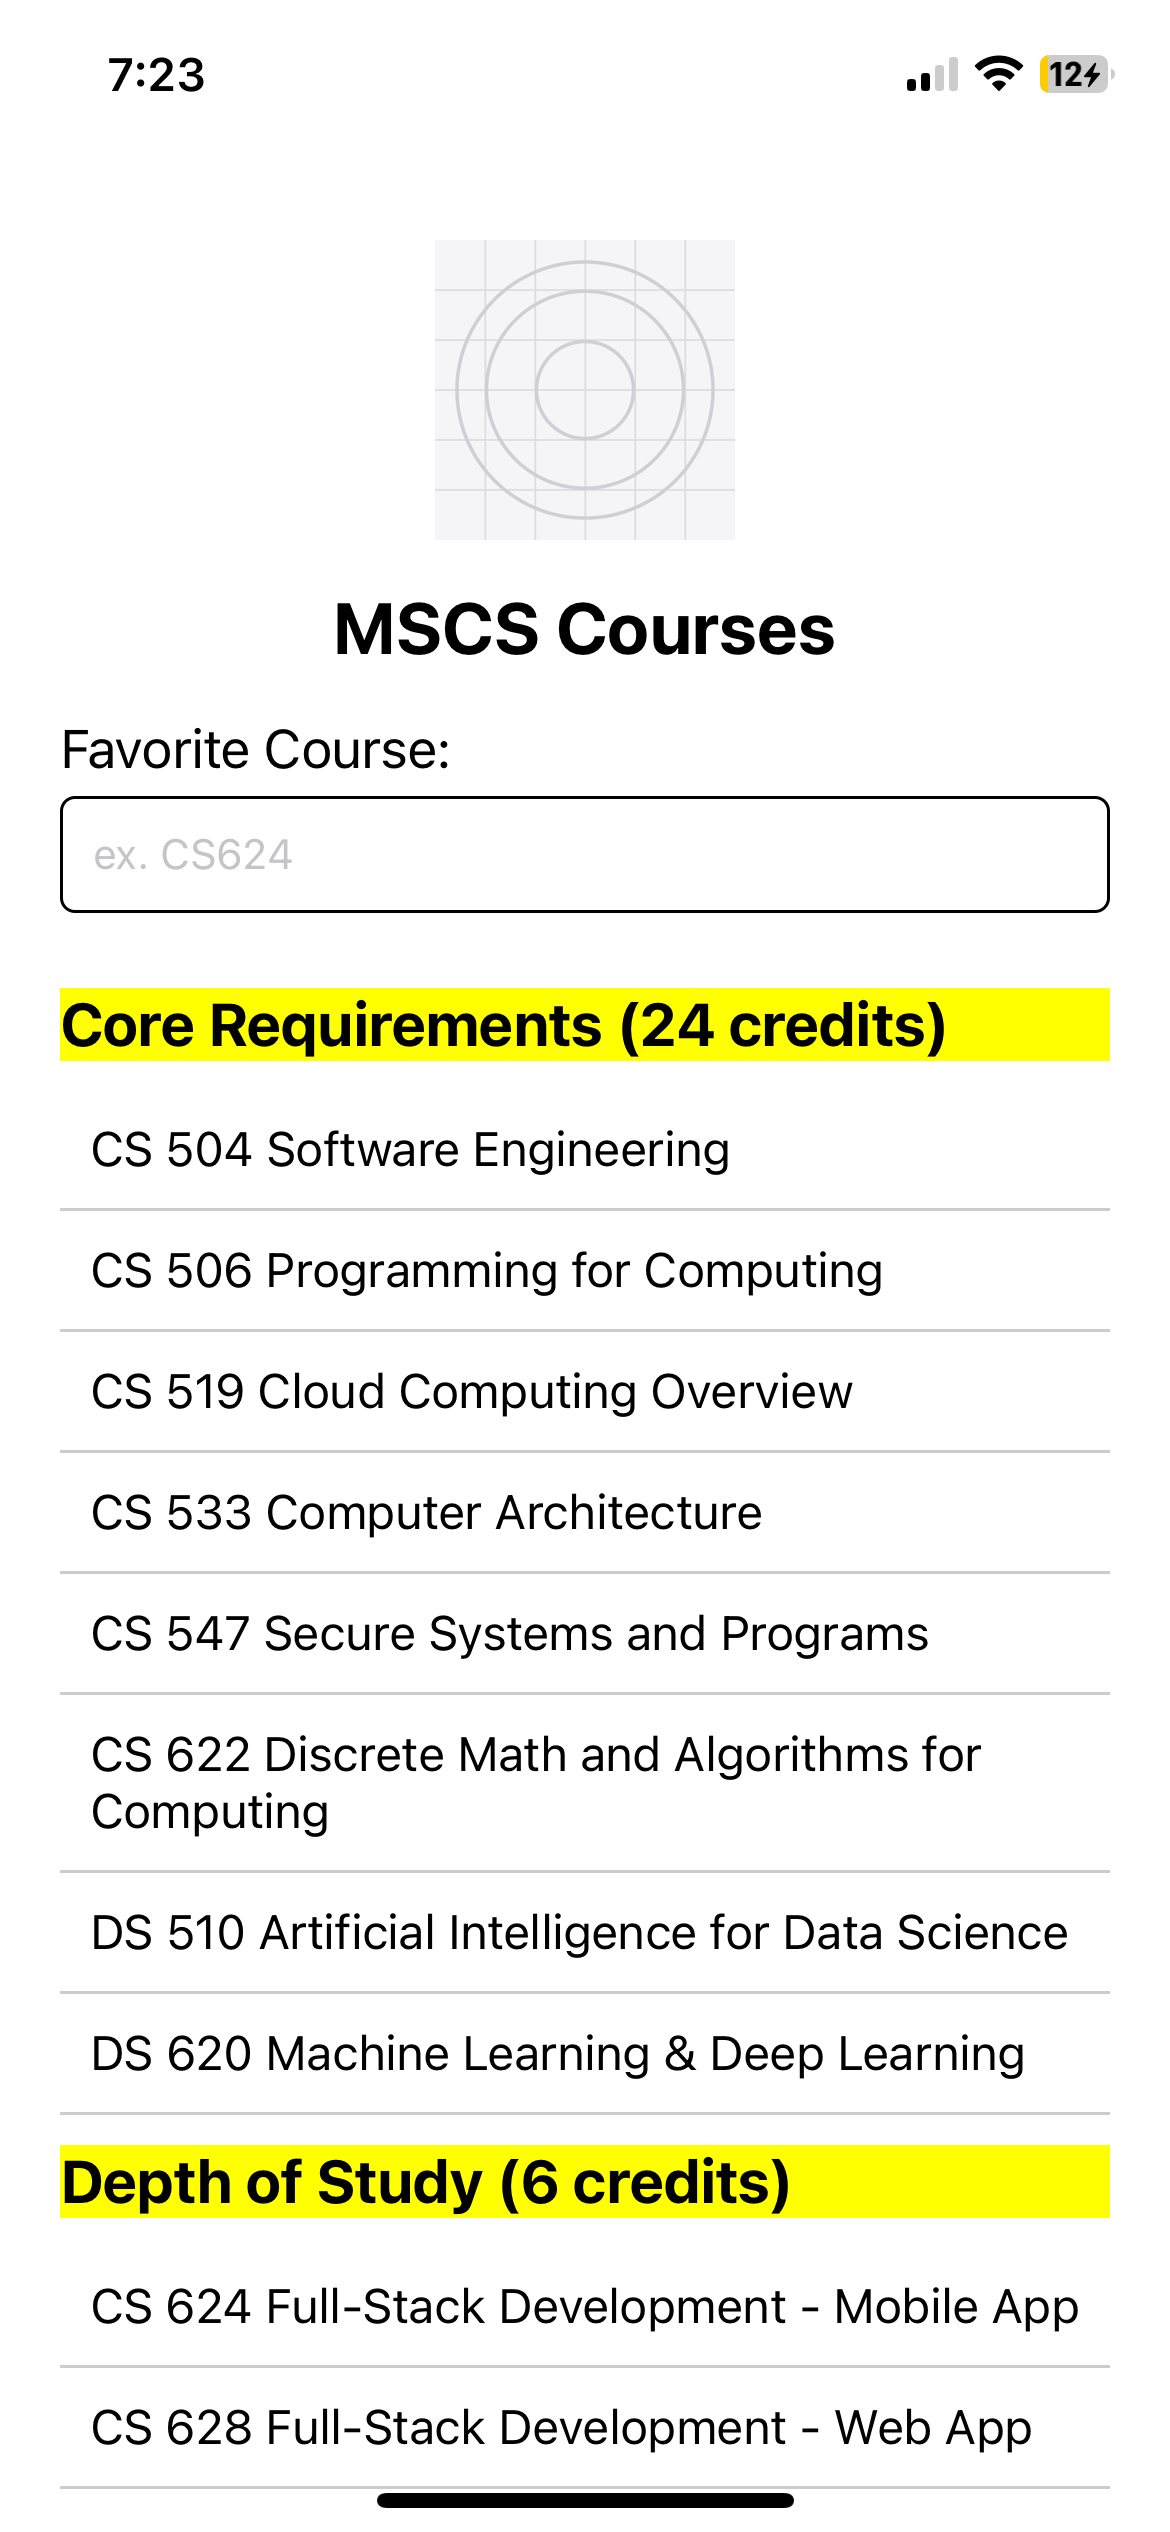 7:23
12
MSCS Courses
Favorite Course:
ex. CS624
Core Requirements (24 credits)
CS 504 Software Engineering
CS 506 Programming for Computing
CS 519 Cloud Computing Overview
CS 533 Computer Architecture
CS 547 Secure Systems and Programs
CS 622 Discrete Math and Algorithms for
Computing
DS 510 Artificial Intelligence for Data Science
DS 620 Machine Learning & Deep Learning
Depth of Study (6 credits)
CS 624 Full-Stack Development - Mobile App
CS 628 Full-Stack Development - Web App